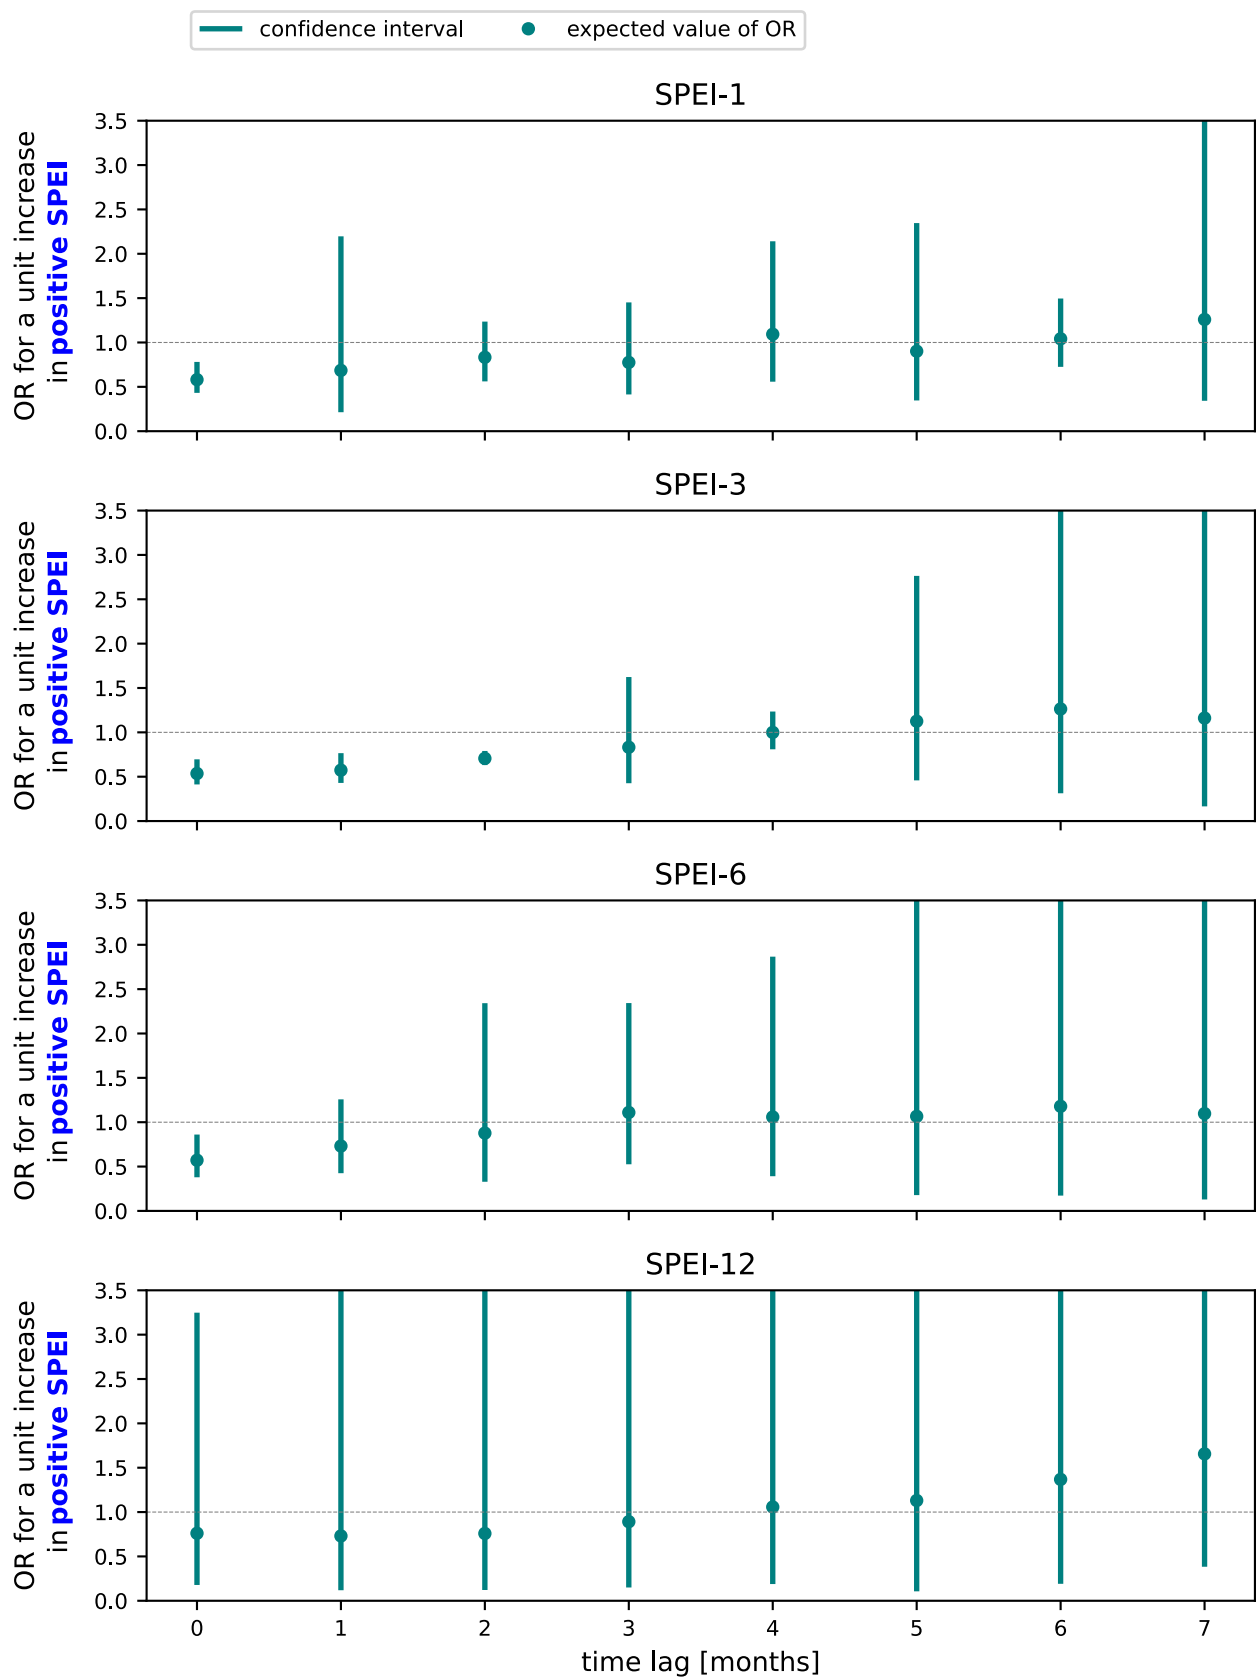 confidence interval expected value of OR
SPEI-1
OR for a unit increase
in positive SPEI
3.5
3.0
2.5
2.0
1.5
1.0
0.5
0.0
SPEI-3
OR for a unit increase
in positive SPEI
3.5
3.0
2.5
2.0
1.5
1.0
0.5
0.0
SPEI-6
OR for a unit increase
in positive SPEI
3.5
3.0
2.5
2.0
1.5
1.0
0.5
0.0
SPEI-12
OR for a unit increase
in positive SPEI
3.5
3.0
2.5
2.0
1.5
1.0
0.5
0.0
0 1 2 3 4 5 6 7
time lag [months]